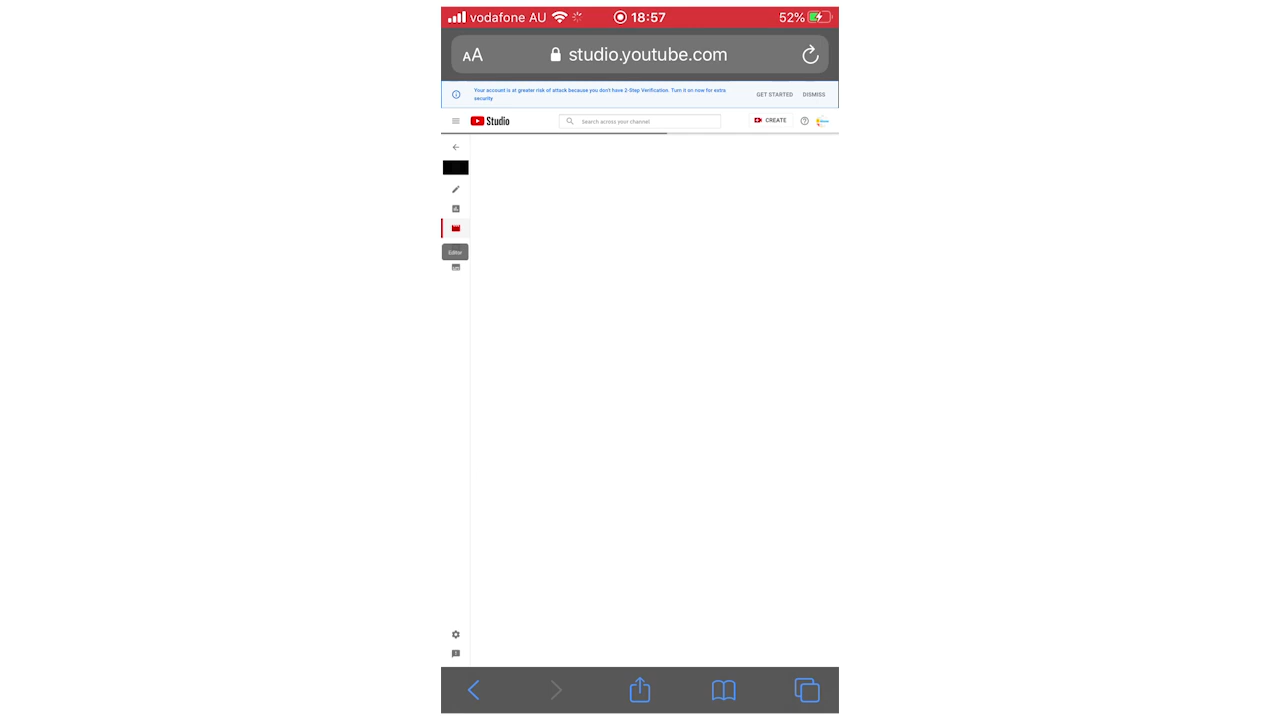 vodafone AU 18:57 52%
AA studio.youtube.com
Your account is at greater risk of attack because you don't have 2-Step Verification. Turn it on now for extra
security
GET STARTED DISMISS
Studio Search across your channel CREATE
Editor